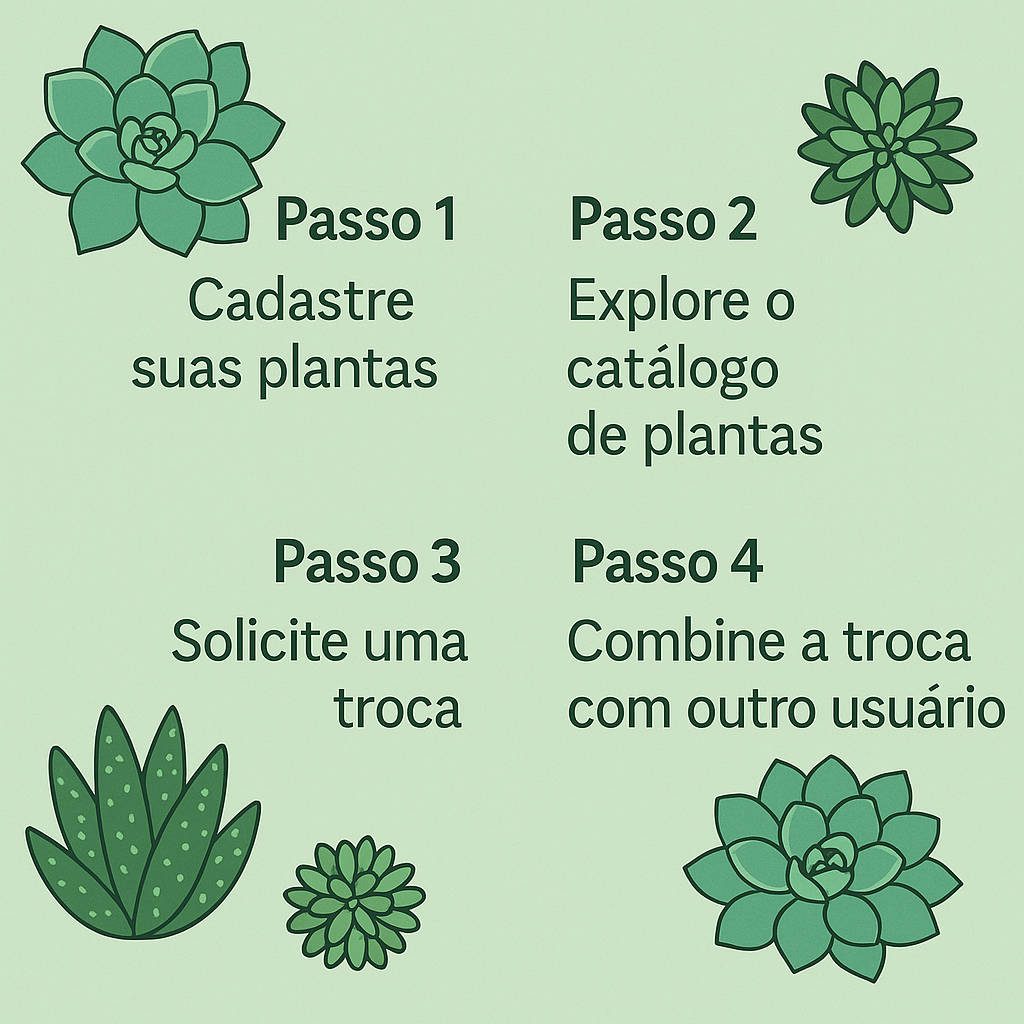 Passo 1
Cadastre
suas plantas
Passo 2
Explore o
catálogo
de plantas
Passo 3
Solicite uma
troca
Passo 4
Combine a troca
com outro usuário